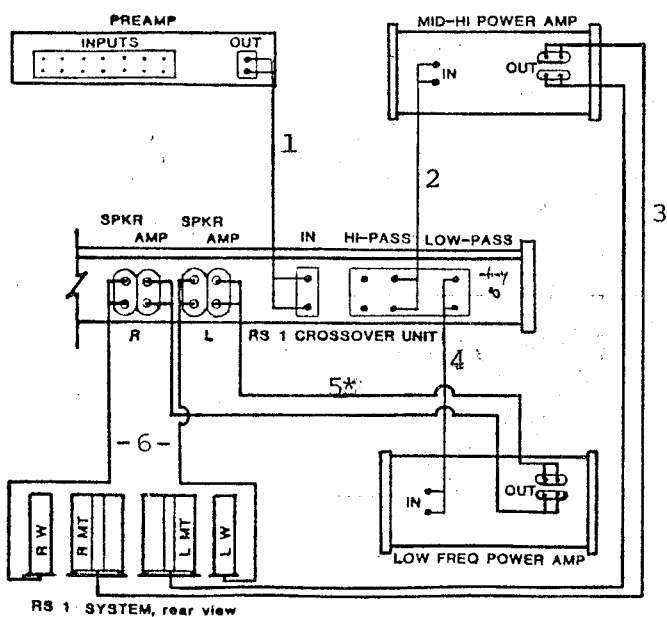 PREAMP
INPUTS
OUT
MID-HI POWER AMP
IN
OUT
1
2
3
SPKR
AMP
SPKR
AMP
IN
HI-PASS
LOW-PASS
R
L
RS 1 CROSSOVER UNIT
4
5*
-6-
IN
OUT
LOW FREQ POWER AMP
R W
R MT
L MT
L W
RS 1 SYSTEM, rear view